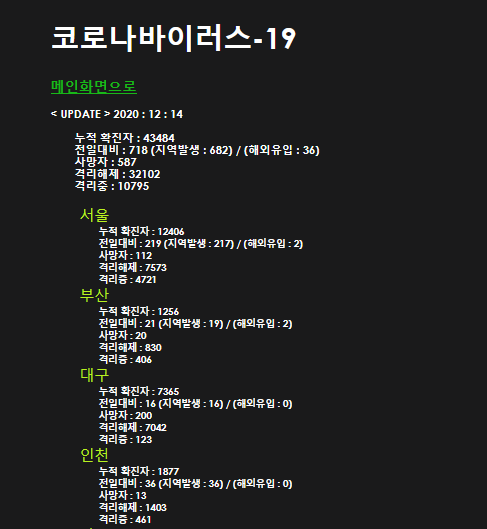 코로나바이러스-19
메인화면으로
< UPDATE > 2020 : 12 : 14
누적 확진자 : 43484
전일대비 : 718 (지역발생 : 682) / (해외유입 : 36)
사망자 : 587
격리해제 : 32102
격리중 : 10795
서울
누적 확진자 : 12406
전일대비 : 219 (지역발생 : 217) / (해외유입 : 2)
사망자 : 112
격리해제 : 7573
격리중 : 4721
부산
누적 확진자 : 1256
전일대비 : 21 (지역발생 : 19) / (해외유입 : 2)
사망자 : 20
격리해제 : 830
격리중 : 406
대구
누적 확진자 : 7365
전일대비 : 16 (지역발생 : 16) / (해외유입 : 0)
사망자 : 200
격리해제 : 7042
격리중 : 123
인천
누적 확진자 : 1877
전일대비 : 36 (지역발생 : 36) / (해외유입 : 0)
사망자 : 13
격리해제 : 1403
격리중 : 461